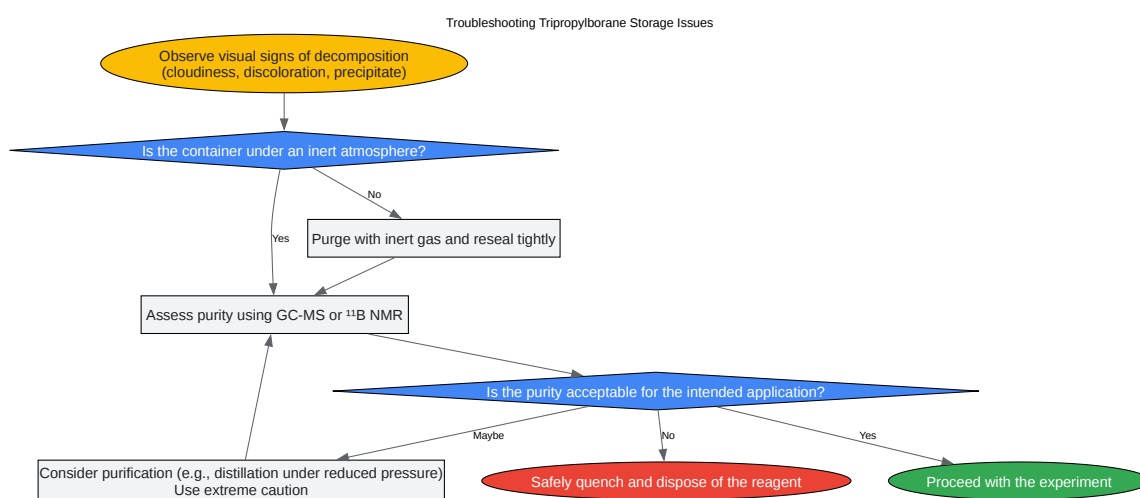 Troubleshooting Tripropylborane Storage Issues
Observe visual signs of decomposition
(cloudiness, discoloration, precipitate)
Is the container under an inert atmosphere?
No
Purge with inert gas and reseal tightly
Yes
Assess purity using GC-MS or ¹¹B NMR
Is the purity acceptable for the intended application?
Maybe
No
Yes
Consider purification (e.g., distillation under reduced pressure)
Use extreme caution
Safely quench and dispose of the reagent
Proceed with the experiment